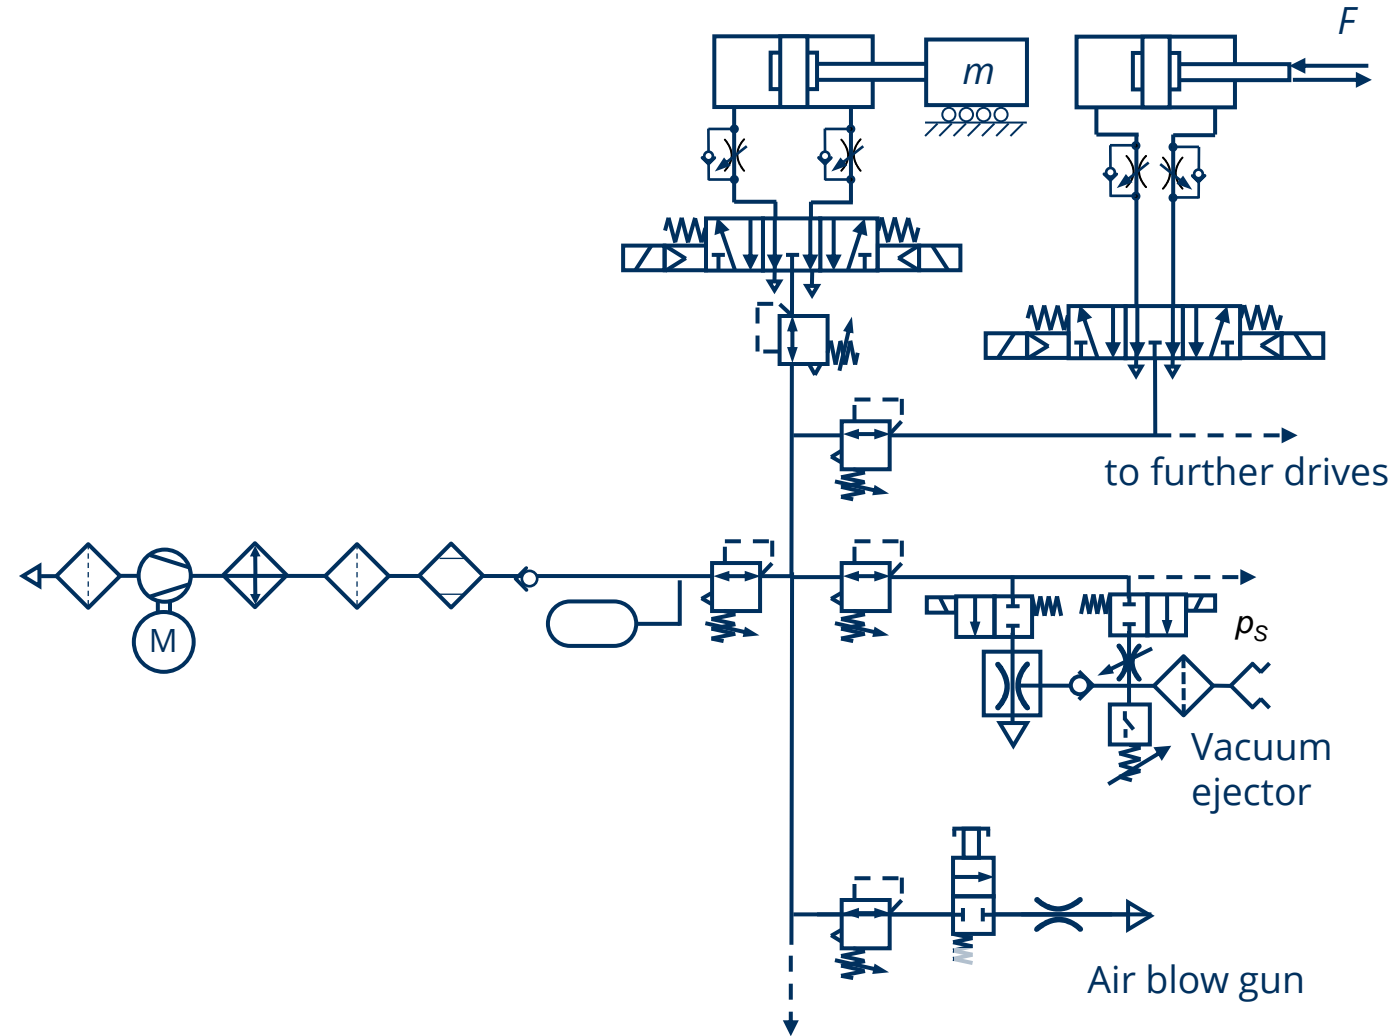 F
m
to further drives
M
pS
Vacuum
ejector
Air blow gun